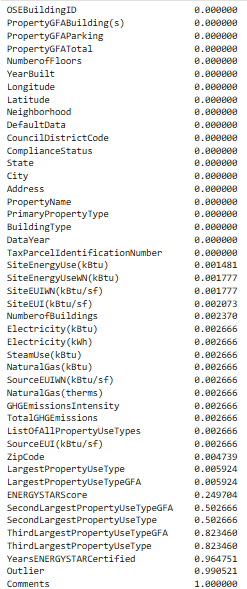 OSEBuildingID 0.000000
PropertyGFABuilding(s) 0.000000
PropertyGFAParking 0.000000
PropertyGFATotal 0.000000
NumberofFloors 0.000000
YearBuilt 0.000000
Longitude 0.000000
Latitude 0.000000
Neighborhood 0.000000
DefaultData 0.000000
CouncilDistrictCode 0.000000
ComplianceStatus 0.000000
State 0.000000
City 0.000000
Address 0.000000
PropertyName 0.000000
PrimaryPropertyType 0.000000
BuildingType 0.000000
DataYear 0.000000
TaxParcelIdentificationNumber 0.000000
SiteEnergyUse(kBtu) 0.001481
SiteEnergyUseWN(kBtu) 0.001777
SiteEUIWN(kBtu/sf) 0.001777
SiteEUI(kBtu/sf) 0.002073
NumberofBuildings 0.002370
Electricity(kBtu) 0.002666
Electricity(kWh) 0.002666
SteamUse(kBtu) 0.002666
NaturalGas(kBtu) 0.002666
SourceEUIWN(kBtu/sf) 0.002666
NaturalGas(therms) 0.002666
GHGEmissionsIntensity 0.002666
TotalGHGEmissions 0.002666
ListOfAllPropertyUseTypes 0.002666
SourceEUI(kBtu/sf) 0.002666
ZipCode 0.004739
LargestPropertyUseType 0.005924
LargestPropertyUseTypeGFA 0.005924
ENERGYSTARScore 0.249704
SecondLargestPropertyUseTypeGFA 0.502666
SecondLargestPropertyUseType 0.502666
ThirdLargestPropertyUseTypeGFA 0.823460
ThirdLargestPropertyUseType 0.823460
YearsENERGYSTARCertified 0.964751
Outlier 0.990521
Comments 1.000000